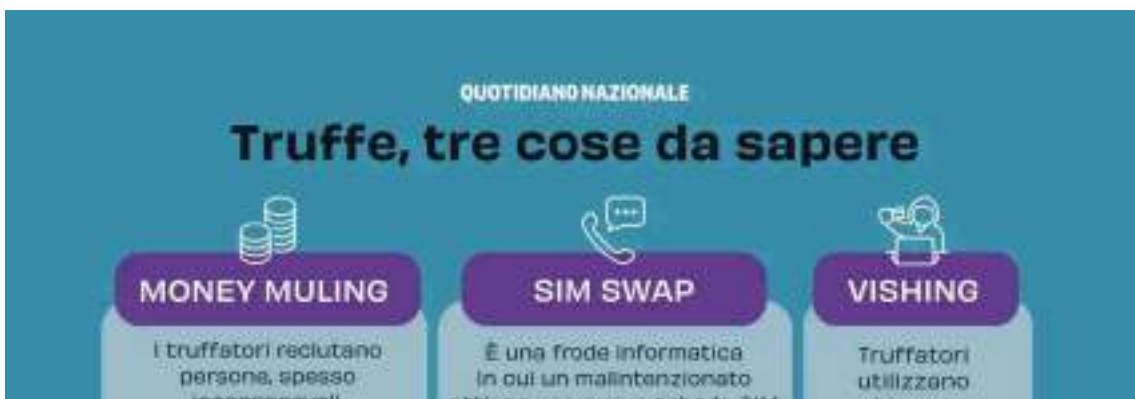 QUOTIDIANO NAZIONALE
Truffe, tre cose da sapere
MONEY MULING
I truffatori reclutano
persone, spesso
SIM SWAP
È una frode informatica
in cui un malintenzionato
VISHING
Truffatori
utilizzano